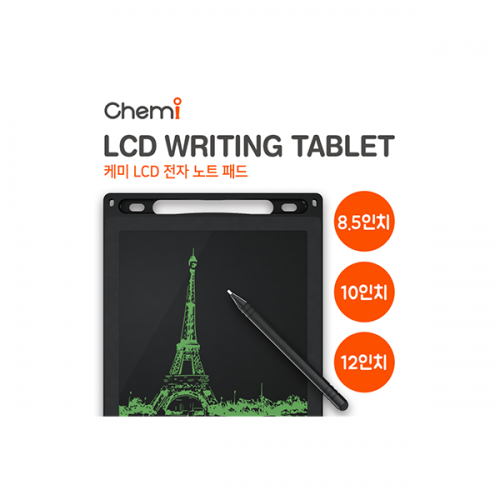 Chemi
LCD WRITING TABLET
케미 LCD 전자 노트 패드
8.5인치
10인치
12인치